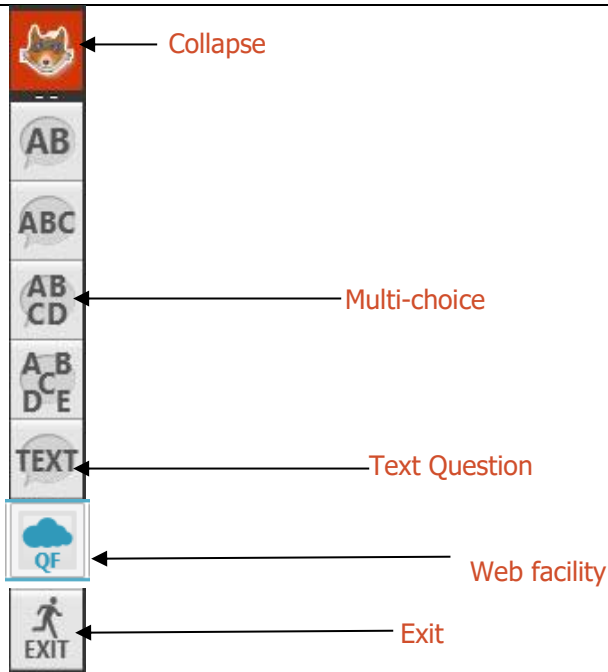 Collapse
AB
ABC
AB
CD
Multi-choice
A B
C
D E
TEXT
Text Question
QF
Web facility
EXIT
Exit